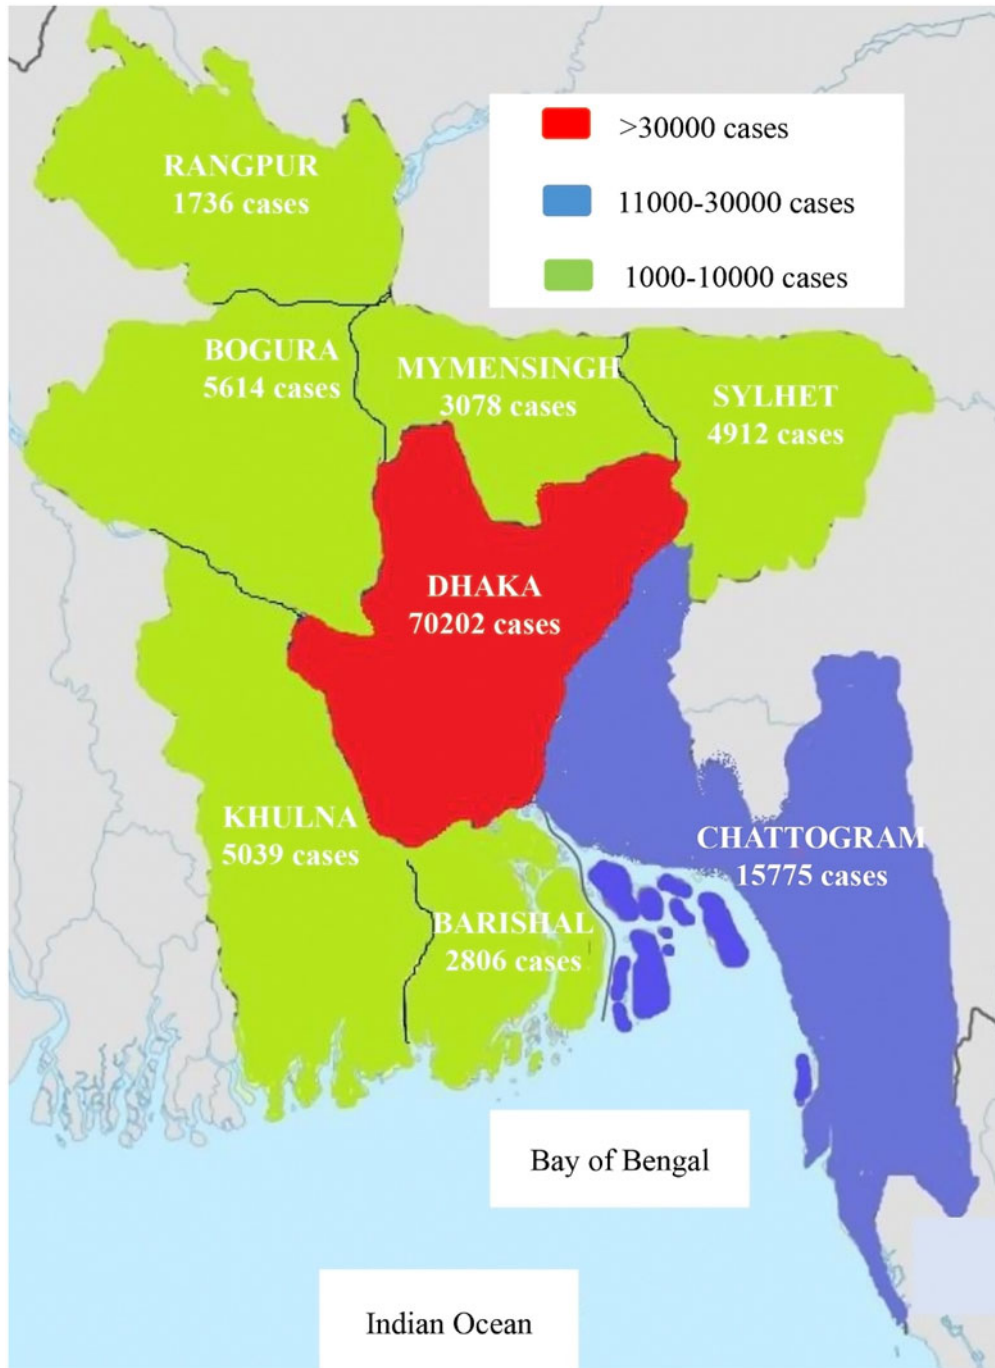 >30000 cases
11000-30000 cases
1000-10000 cases
RANGPUR
1736 cases
BOGURA
5614 cases
MYMENSINGH
3078 cases
SYLHET
4912 cases
DHAKA
70202 cases
KHULNA
5039 cases
CHATTOGRAM
15775 cases
BARISHAL
2806 cases
Bay of Bengal
Indian Ocean